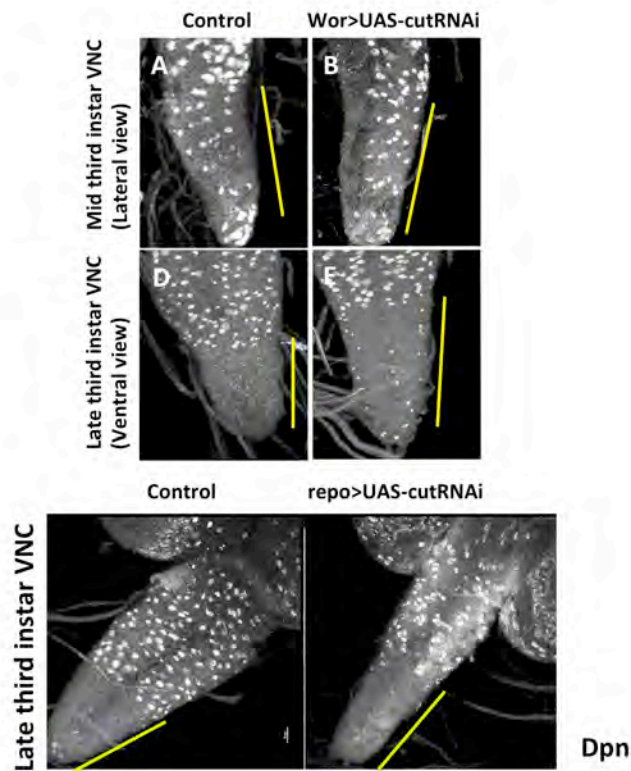 Control
Wor>UAS-cutRNAi
Mid third instar VNC
(Lateral view)
A
B
Late third instar VNC
(Ventral view)
D
E
Control
repo>UAS-cutRNAi
Late third instar VNC
Dpn